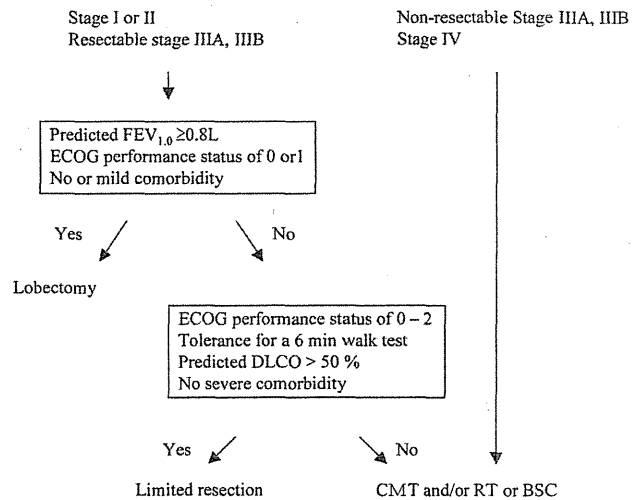 Stage I or II
Resectable stage IIIA, IIIB
Non-resectable Stage IIIA, IIIB
Stage IV
Predicted FEV1.0 ≥0.8L
ECOG performance status of 0 or1
No or mild comorbidity
Yes
No
Lobectomy
ECOG performance status of 0 – 2
Tolerance for a 6 min walk test
Predicted DLCO > 50 %
No severe comorbidity
Yes
No
Limited resection
CMT and/or RT or BSC